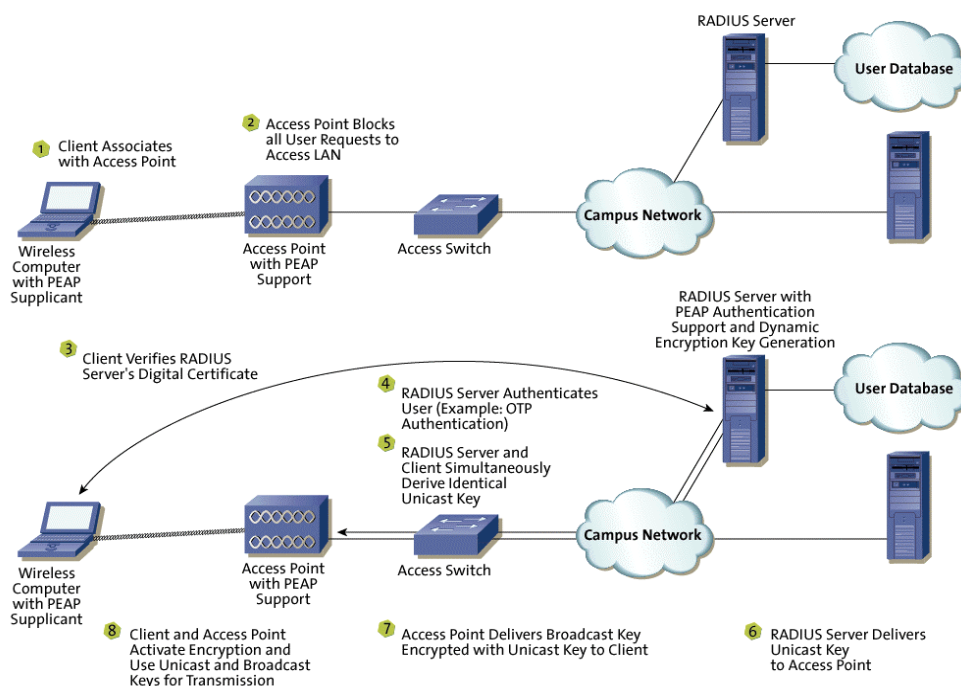 RADIUS Server
User Database
1
Client Associates
with Access Point
2
Access Point Blocks
all User Requests to
Access LAN
Campus Network
Wireless
Computer
with PEAP
Supplicant
Access Point
with PEAP
Support
Access Switch
RADIUS Server with
PEAP Authentication
Support and Dynamic
Encryption Key Generation
3
Client Verifies RADIUS
Server's Digital Certificate
4
RADIUS Server Authenticates
User (Example: OTP
Authentication)
User Database
5
RADIUS Server and
Client Simultaneously
Derive Identical
Unicast Key
Campus Network
Wireless
Computer
with PEAP
Supplicant
Access Point
with PEAP
Support
Access Switch
8
Client and Access Point
Activate Encryption and
Use Unicast and Broadcast
Keys for Transmission
7
Access Point Delivers Broadcast Key
Encrypted with Unicast Key to Client
6
RADIUS Server Delivers
Unicast Key
to Access Point